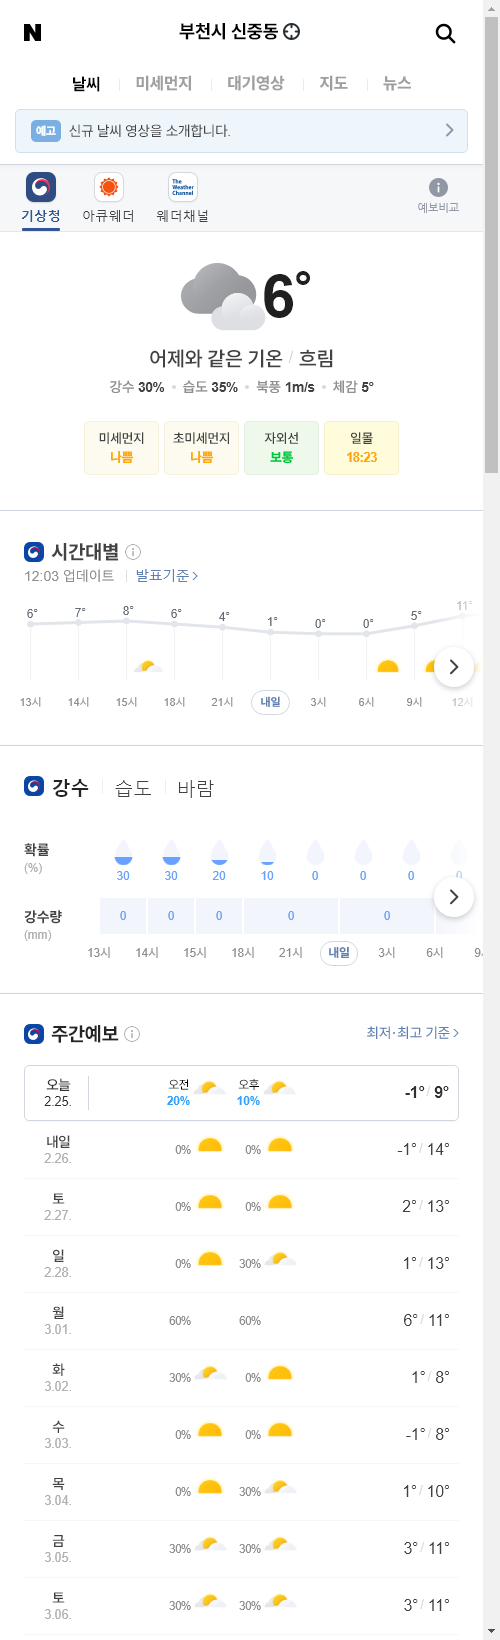 N
부천시 신중동
날씨 미세먼지 대기영상 지도 뉴스
예고 신규 날씨 영상을 소개합니다.
The Weather Channel
기상청 아큐웨더 웨더채널 예보비교
6°
어제와 같은 기온 / 흐림
강수 30% 습도 35% 북풍 1m/s 체감 5°
미세먼지 초미세먼지 자외선 일몰
나쁨 나쁨 보통 18:23
시간대별
12:03 업데이트 발표기준
6° 7° 8° 6° 4° 1° 0° 0° 5° 11°
13시 14시 15시 18시 21시 내일 3시 6시 9시 12시
강수 습도 바람
확률
(%)
30 30 20 10 0 0 0 0
강수량
(mm)
0 0 0 0 0
13시 14시 15시 18시 21시 내일 3시 6시 9
주간예보 최저·최고 기준
오늘 오전 오후
2.25. 20% 10% -1° / 9°
내일
2.26. 0% 0% -1° / 14°
토
2.27. 0% 0% 2° / 13°
일
2.28. 0% 30% 1° / 13°
월
3.01. 60% 60% 6° / 11°
화
3.02. 30% 0% 1° / 8°
수
3.03. 0% 0% -1° / 8°
목
3.04. 0% 30% 1° / 10°
금
3.05. 30% 30% 3° / 11°
토
3.06. 30% 30% 3° / 11°